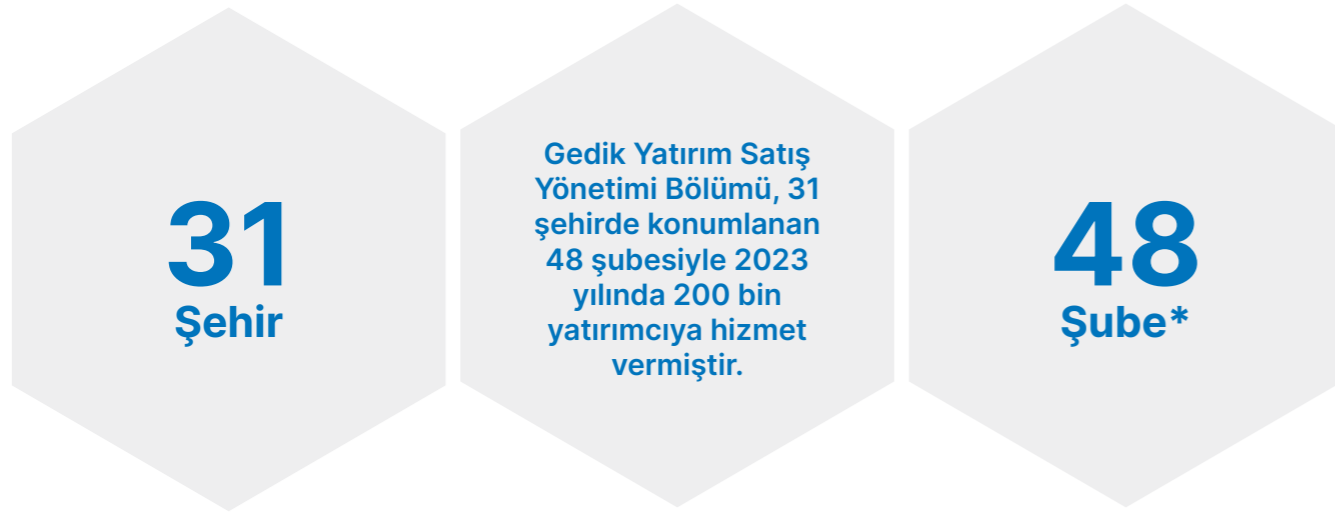 31
Şehir
Gedik Yatırım Satış
Yönetimi Bölümü, 31
şehirde konumlanan
48 şubesiyle 2023
yılında 200 bin
yatırımcıya hizmet
vermiştir.
48
Şube*